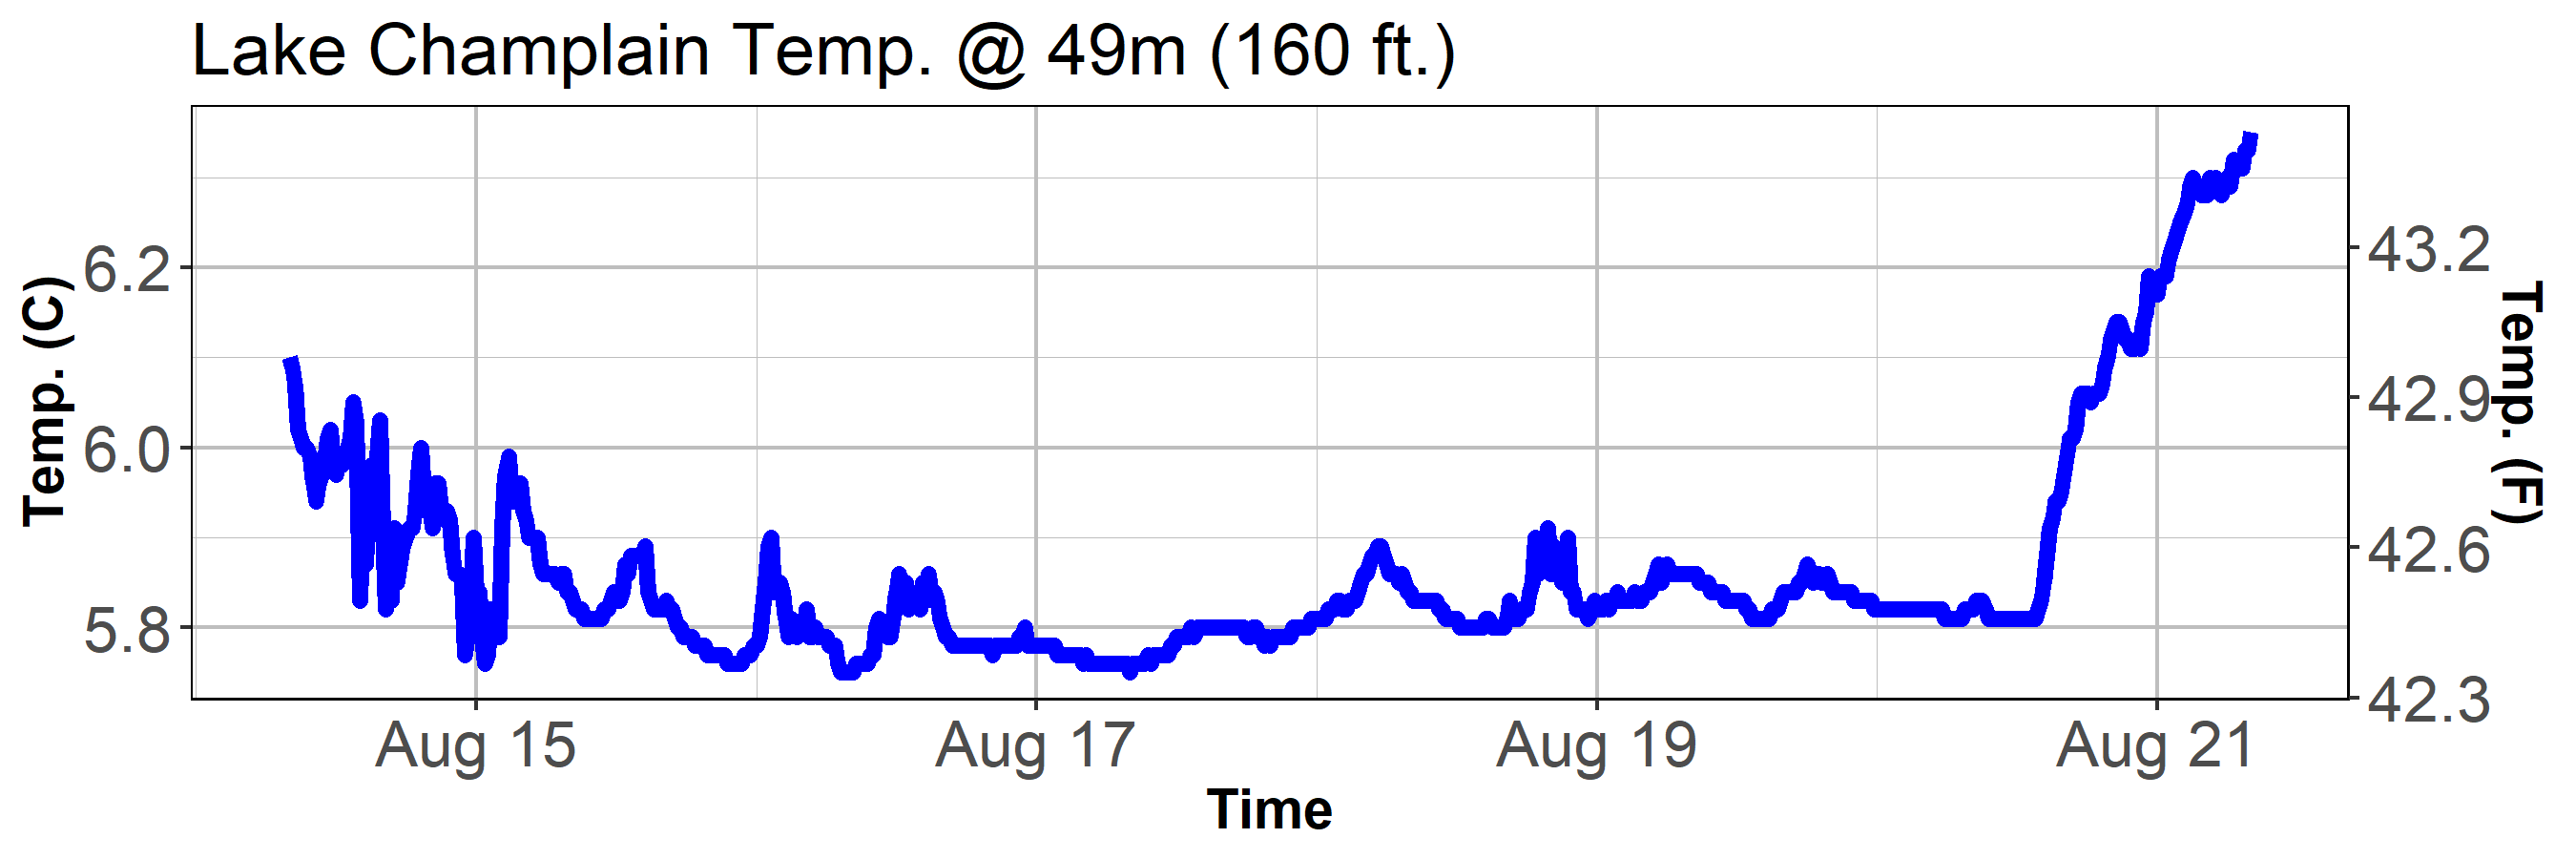 Lake Champlain Temp. @ 49m (160 ft.)
Temp. (C)
6.2
6.0
5.8
43.2
42.9
42.6
42.3
Temp. (F)
Aug 15 Aug 17 Aug 19 Aug 21
Time